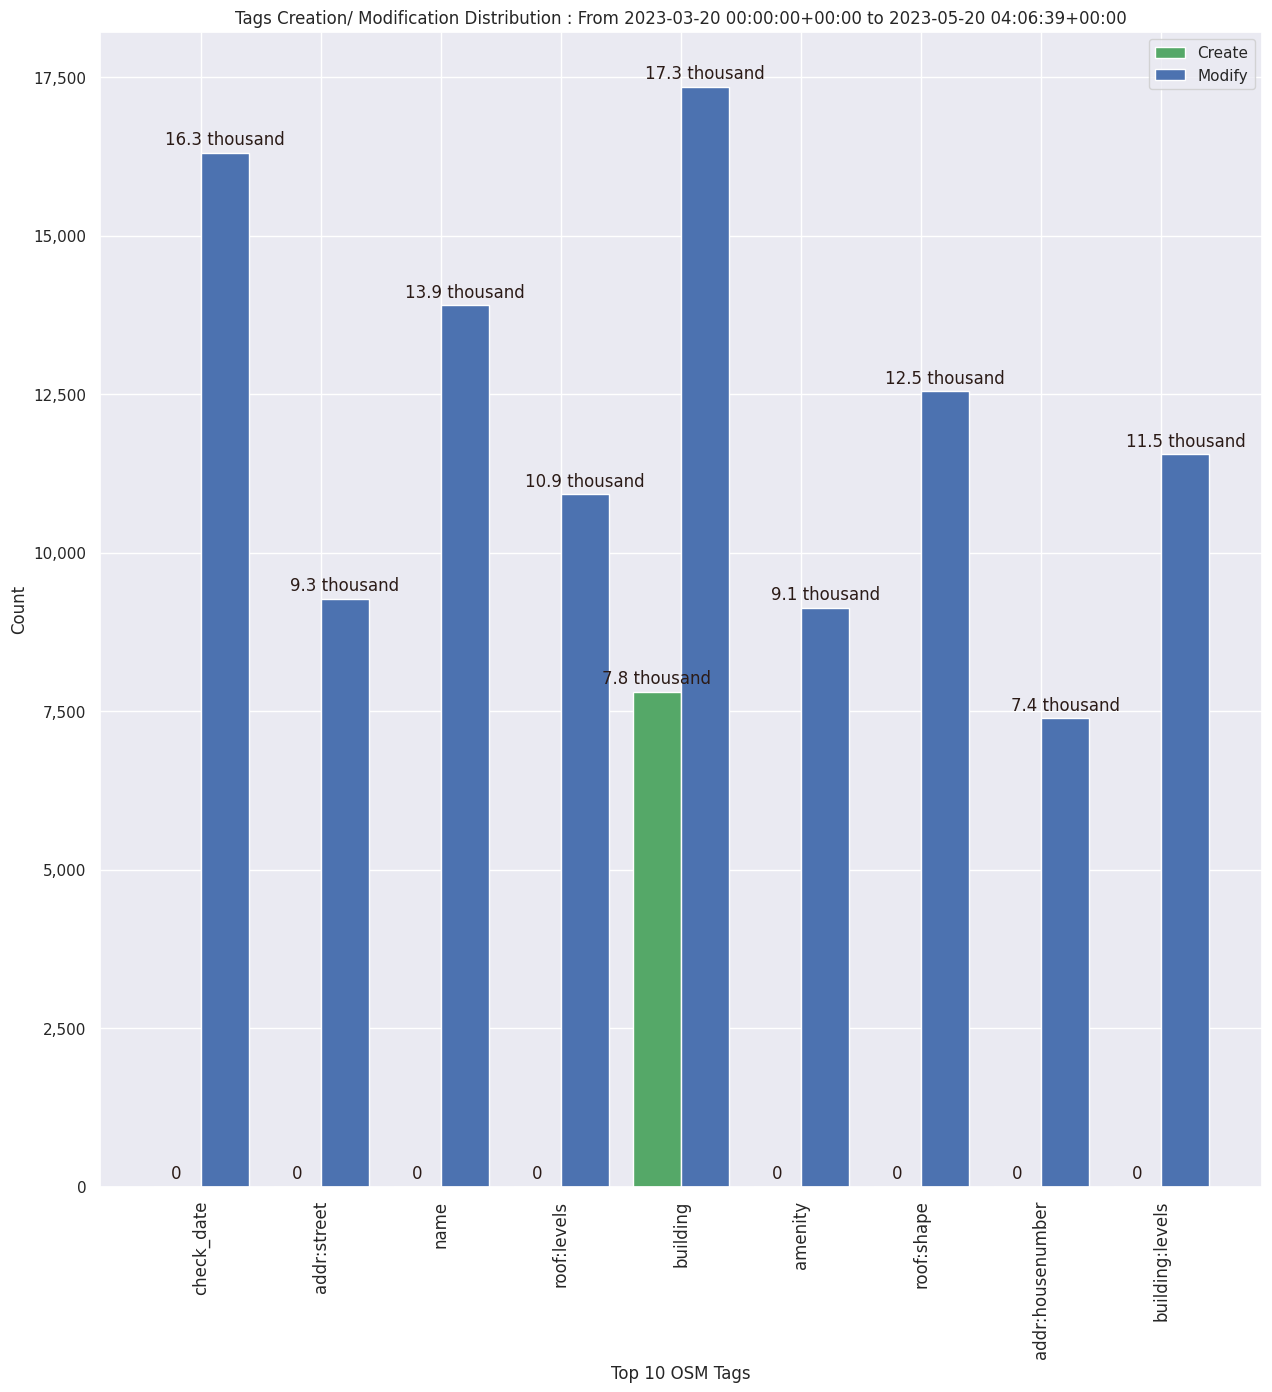 Tags Creation/ Modification Distribution : From 2023-03-20 00:00:00+00:00 to 2023-05-20 04:06:39+00:00
Create
Modify
17,500
15,000
12,500
10,000
7,500
5,000
2,500
0
Count
17.3 thousand
16.3 thousand
13.9 thousand
12.5 thousand
11.5 thousand
10.9 thousand
9.3 thousand
9.1 thousand
7.8 thousand
7.4 thousand
0
0
0
0
0
0
0
0
check_date
addr:street
name
roof:levels
building
amenity
roof:shape
addr:housenumber
building:levels
Top 10 OSM Tags